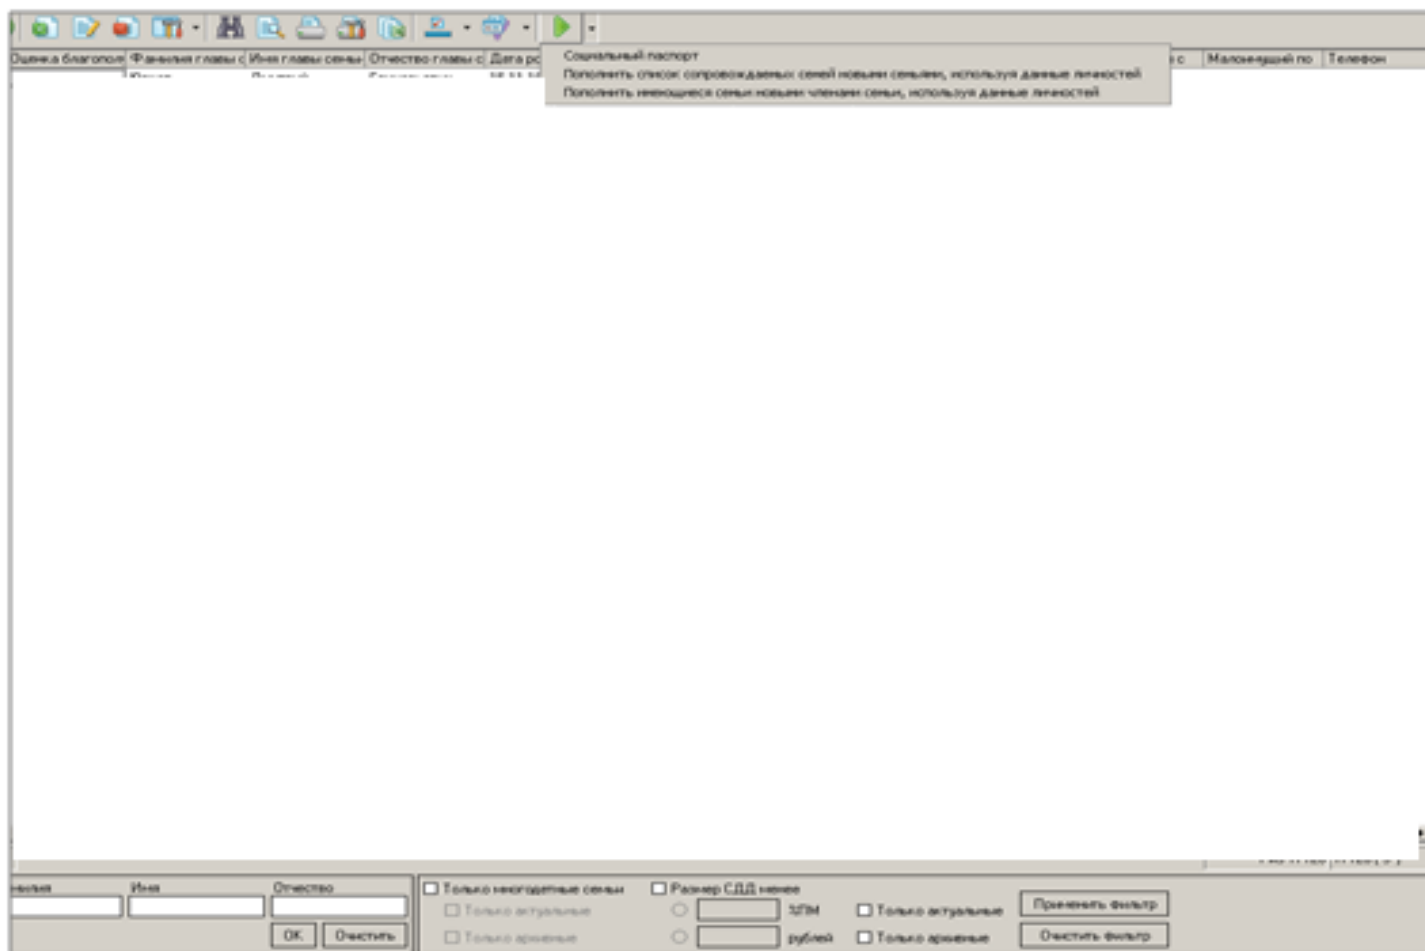 Социальный паспорт
Оценка благопол Фамилия главы с Имя главы семьи Отчество главы с Дата ро с Малоимущий по Телефон
Пополнить список сопровождаемых семей новыми семьями, используя данные личностей
Пополнить имеющиеся семьи новыми членами семьи, используя данные личностей
милия Имя Отчество Только многодетные семьи Размер СДД менее
Только актуальные %ПМ Только актуальные Применить фильтр
ОК Очистить Только архивные рублей Только архивные Очистить фильтр